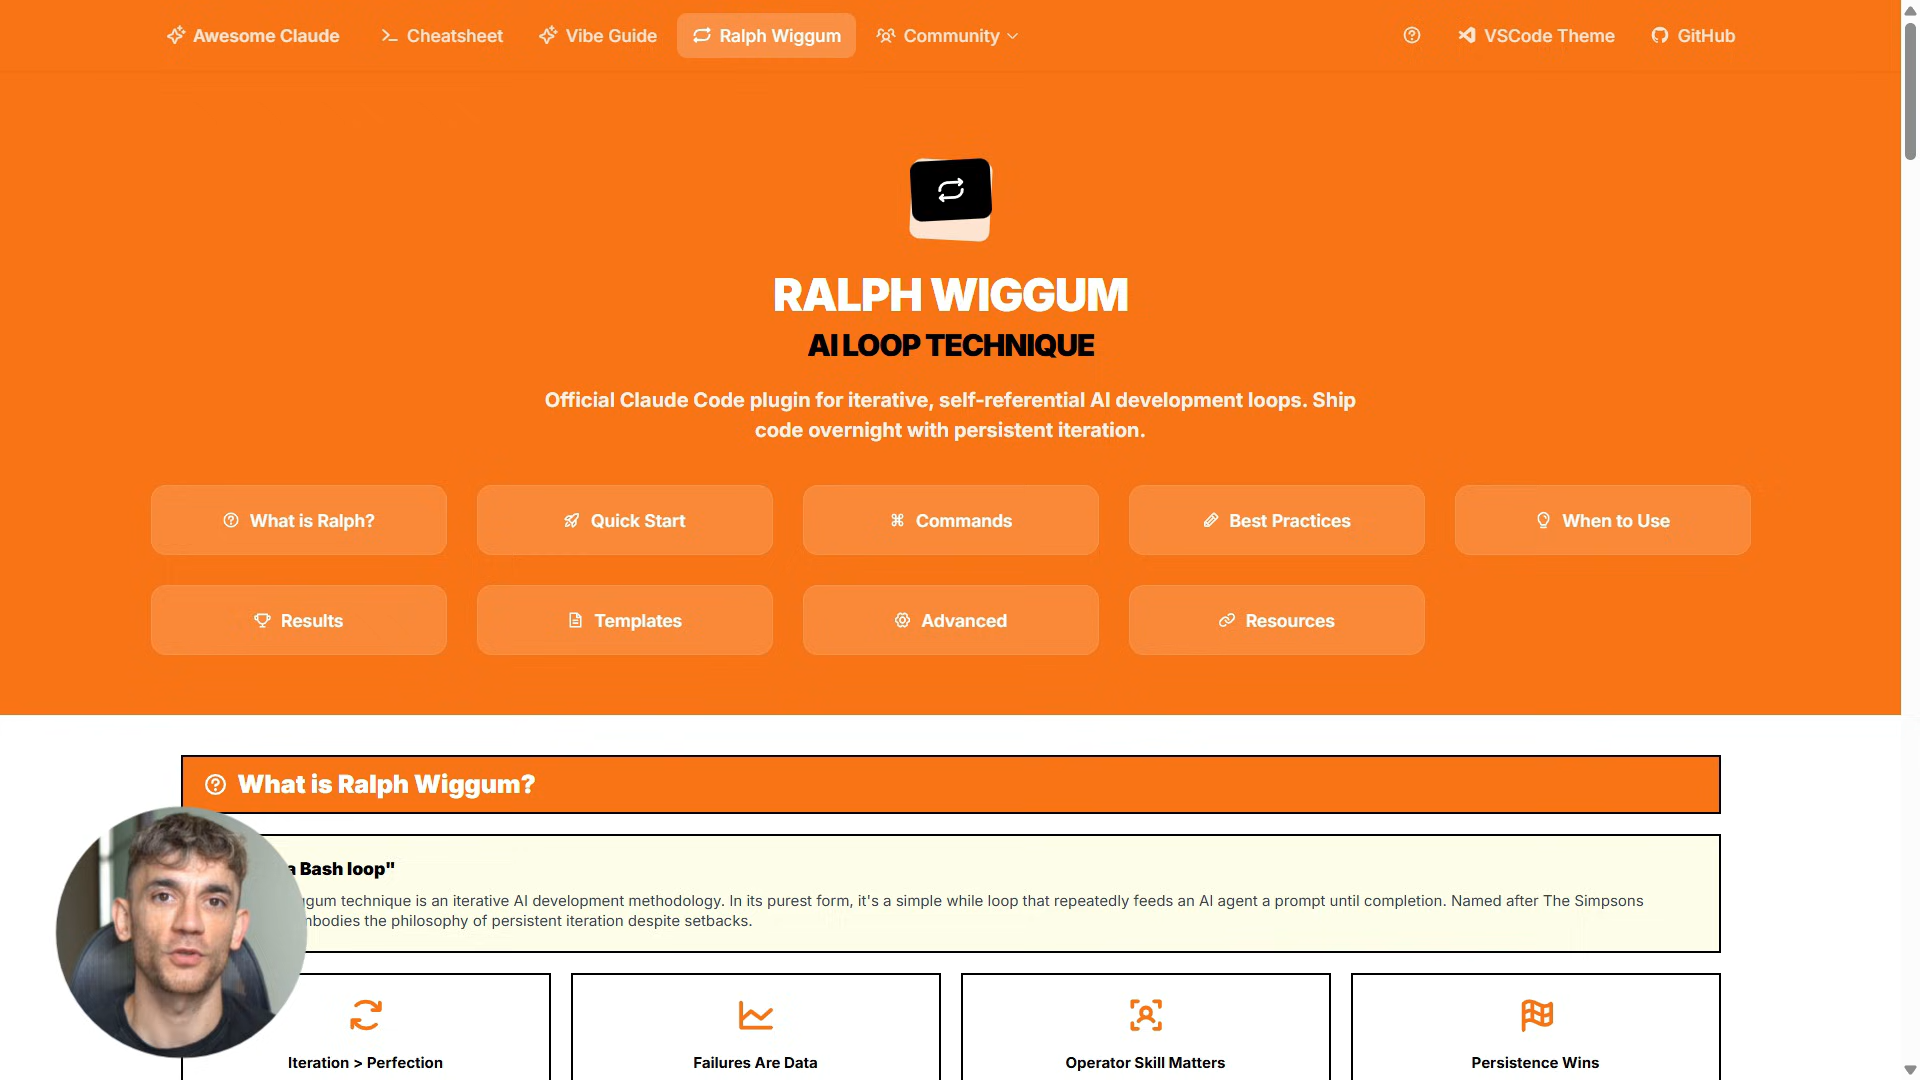 Awesome Claude
Cheatsheet
Vibe Guide
Ralph Wiggum
Community
VSCode Theme
GitHub
RALPH WIGGUM
AI LOOP TECHNIQUE
Official Claude Code plugin for iterative, self-referential AI development loops. Ship
code overnight with persistent iteration.
What is Ralph?
Quick Start
Commands
Best Practices
When to Use
Results
Templates
Advanced
Resources
What is Ralph Wiggum?
a Bash loop"
technique is an iterative AI development methodology. In its purest form, it's a simple while loop that repeatedly feeds an AI agent a prompt until completion. Named after The Simpsons
the philosophy of persistent iteration despite setbacks.
Iteration > Perfection
Failures Are Data
Operator Skill Matters
Persistence Wins